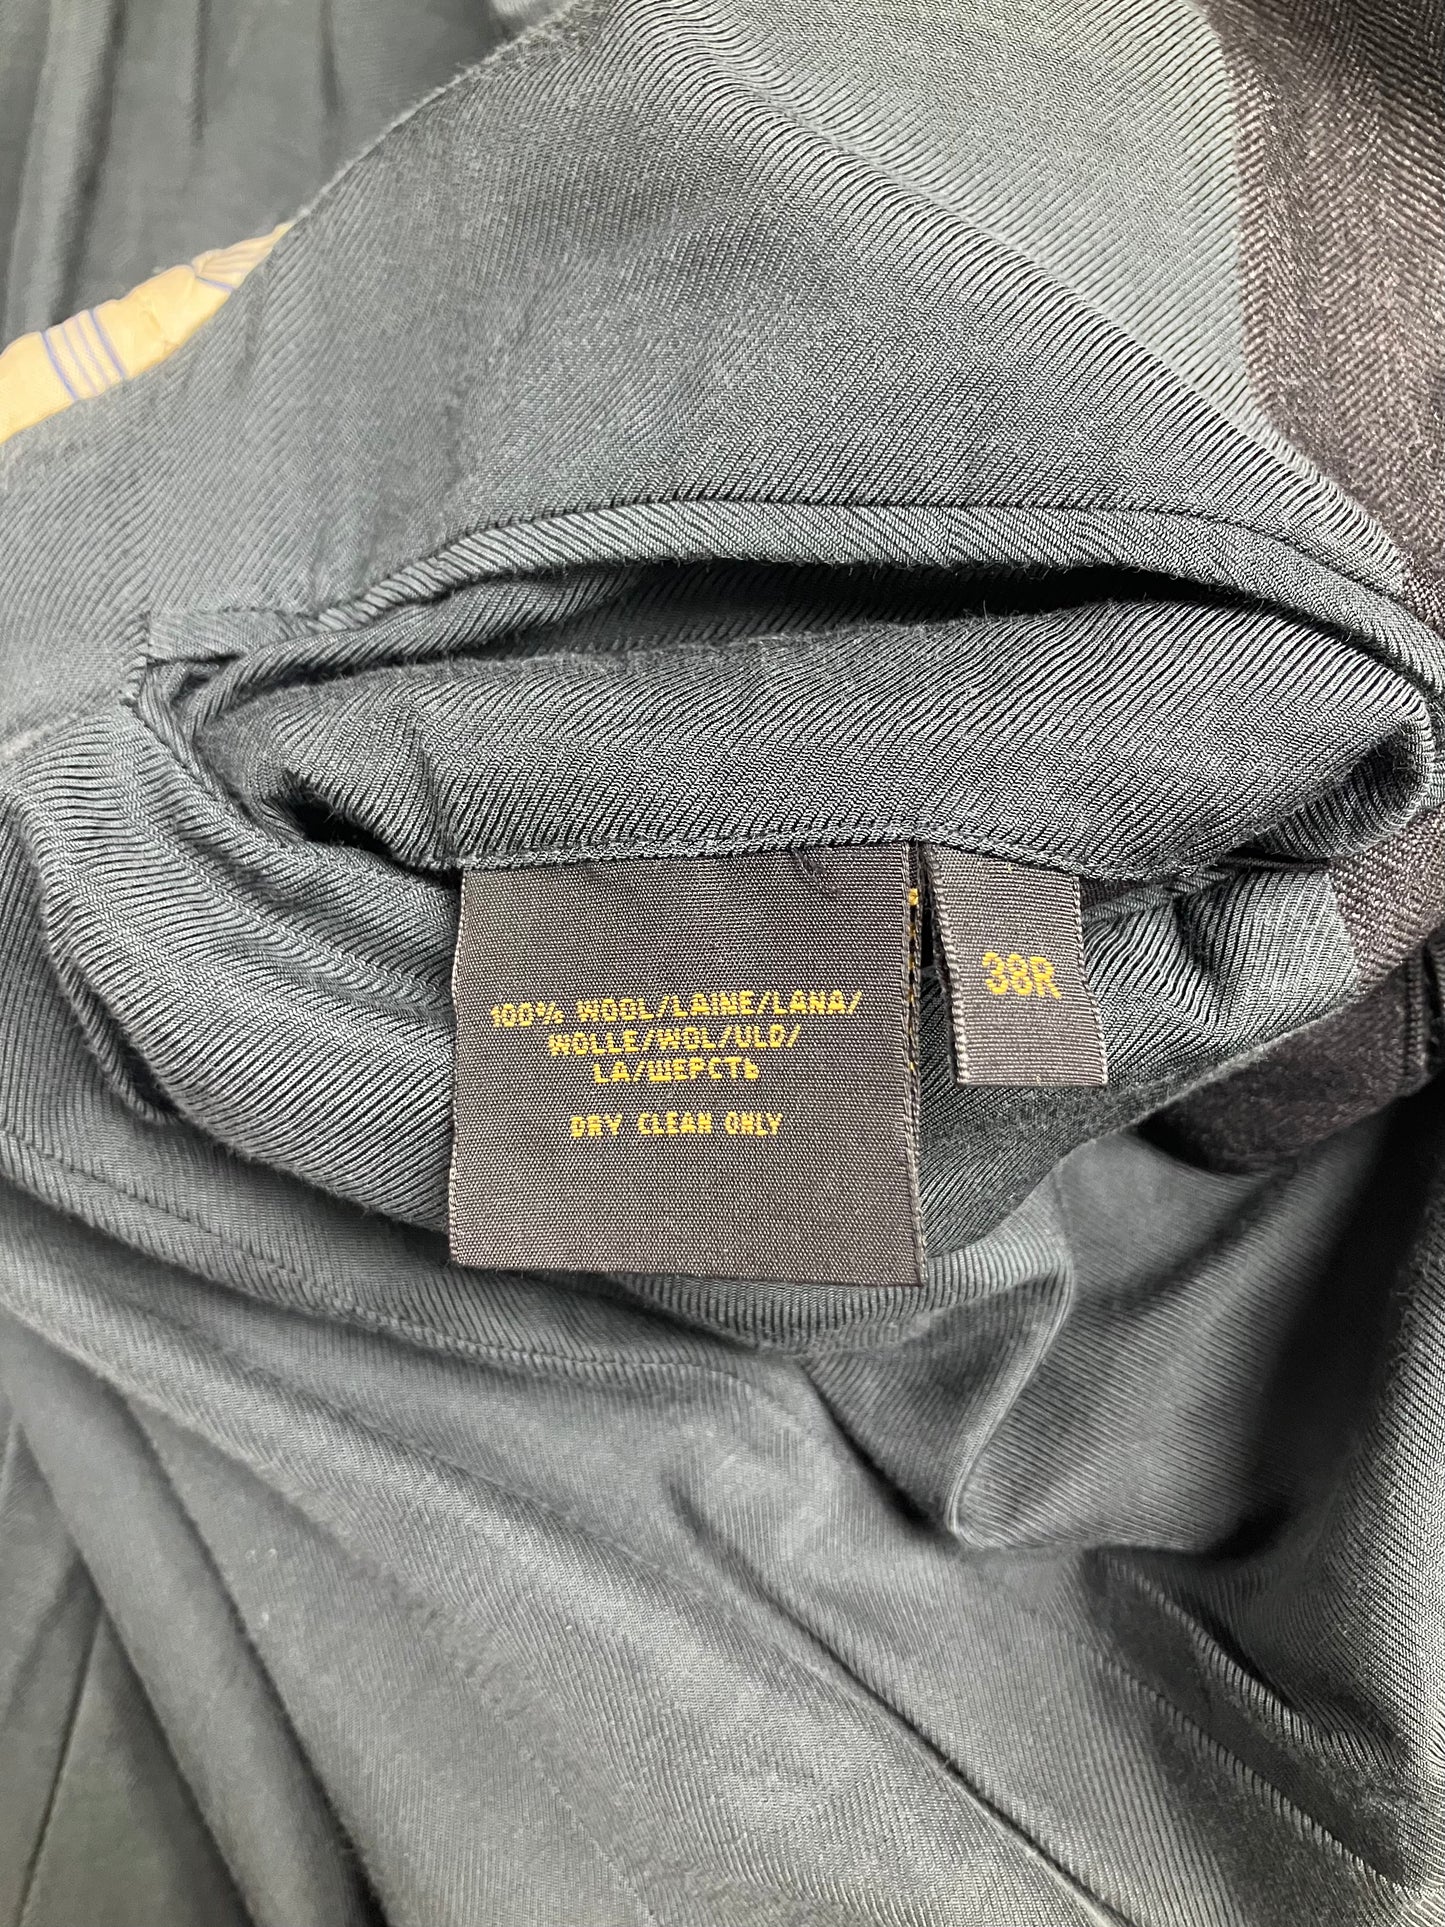 100% WOOL/LAINE/LANA/
WOLLE/WOL/ULD/
LA/ШЕРСТЬ
DRY CLEAN ONLY
38R